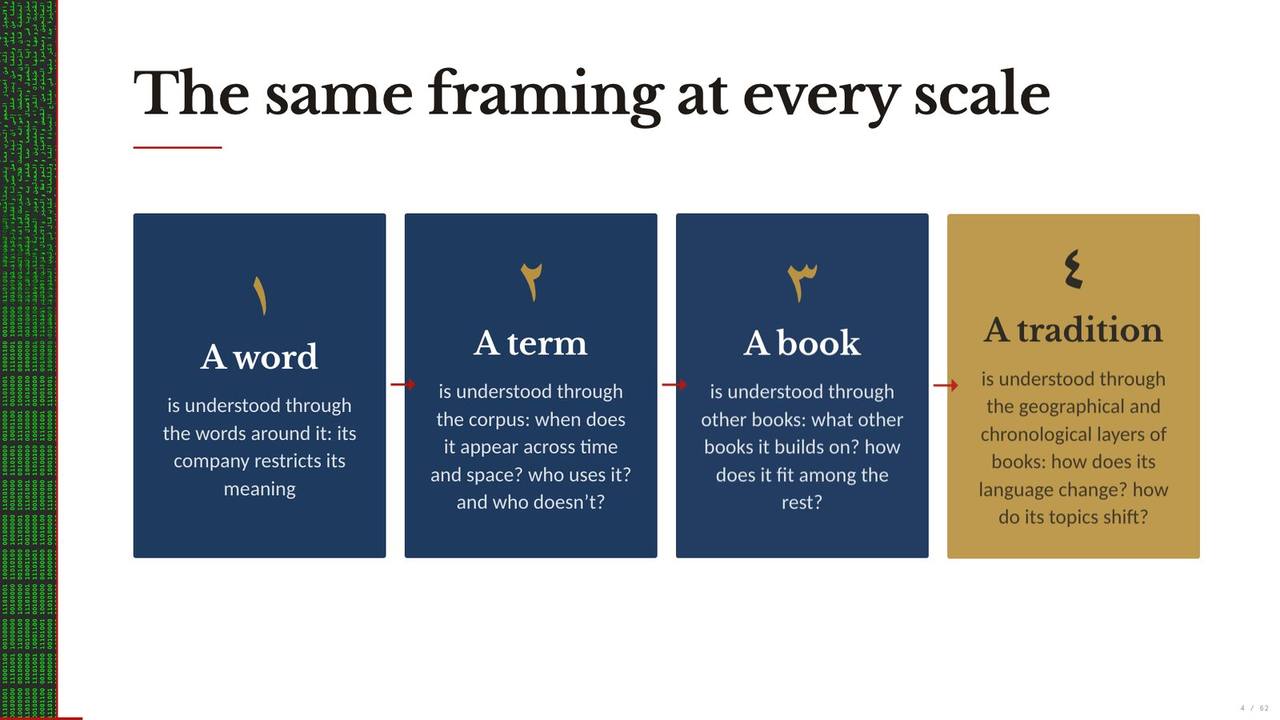 The same framing at every scale
١
A word
is understood through
the words around it: its
company restricts its
meaning
٢
A term
is understood through
the corpus: when does
it appear across time
and space? who uses it?
and who doesn’t?
٣
A book
is understood through
other books: what other
books it builds on? how
does it fit among the
rest?
٤
A tradition
is understood through
the geographical and
chronological layers of
books: how does its
language change? how
do its topics shift?
4 / 62